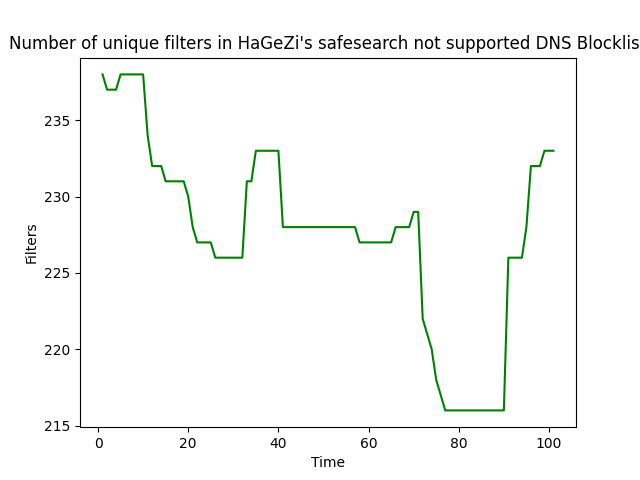 Number of unique filters in HaGeZi's safesearch not supported DNS Blocklis
235
230
225
220
215
Filters
0 20 40 60 80 100
Time